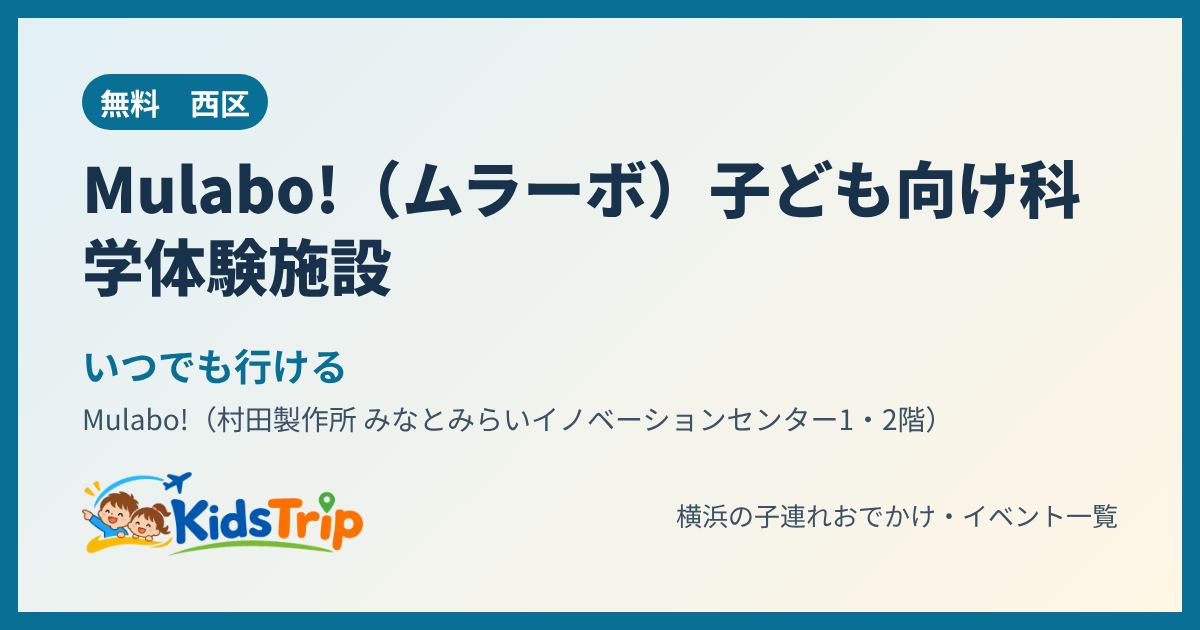 無料　西区
Mulabo!（ムラーボ）子ども向け科
学体験施設
いつでも行ける
Mulabo!（村田製作所 みなとみらいイノベーションセンター1・2階）
KidsTrip
横浜の子連れおでかけ・イベント一覧